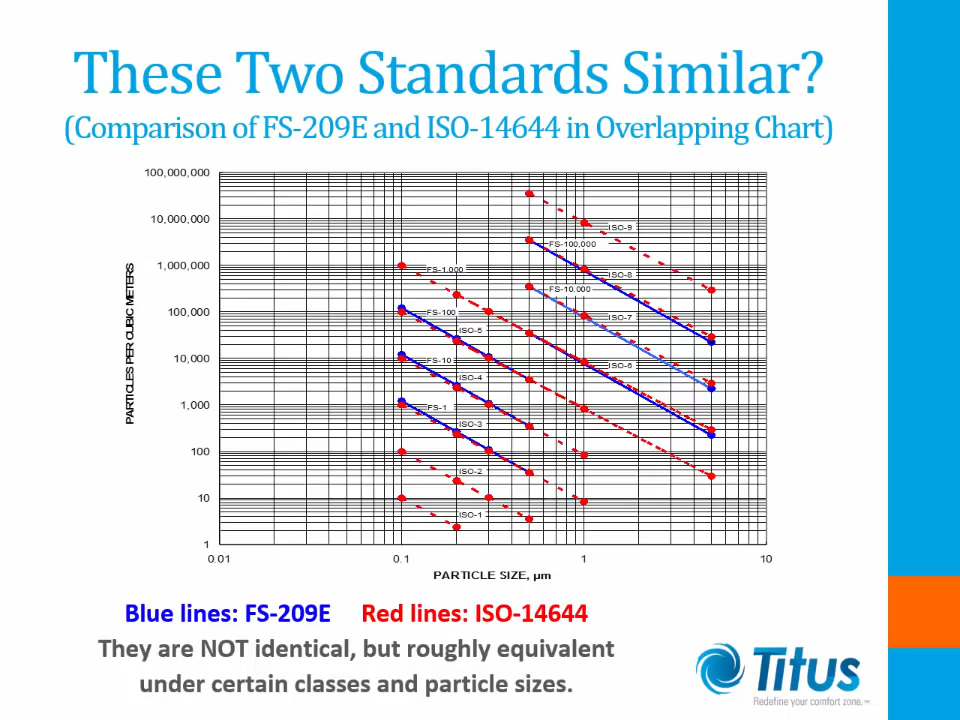 These Two Standards Similar?
(Comparison of FS-209E and ISO-14644 in Overlapping Chart)
100,000,000
10,000,000
1,000,000
100,000
10,000
1,000
100
10
1
PARTICLES PER CUBIC METERS
ISO-9
FS-100,000
FS-1,000
ISO-8
FS-10,000
FS-100
ISO-7
ISO-5
FS-10
ISO-6
ISO-4
FS-1
ISO-3
ISO-2
ISO-1
0.01
0.1
1
10
PARTICLE SIZE, µm
Blue lines: FS-209E Red lines: ISO-14644
They are NOT identical, but roughly equivalent
under certain classes and particle sizes.
Titus
Redefine your comfort zone.™